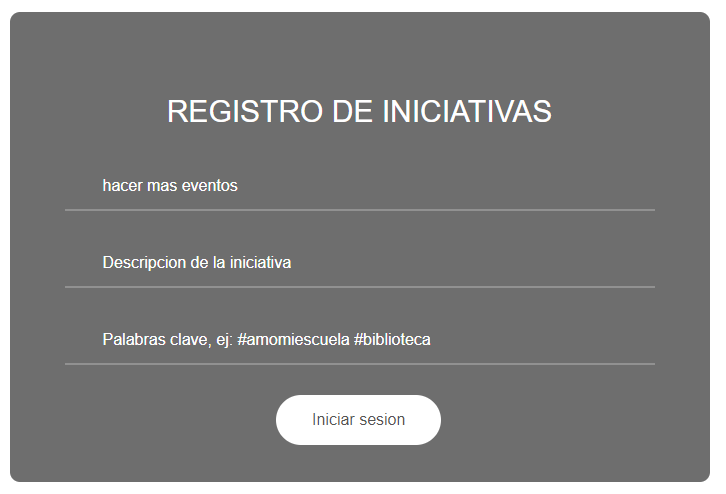 REGISTRO DE INICIATIVAS
hacer mas eventos
Descripcion de la iniciativa
Palabras clave, ej: #amomiescuela #biblioteca
Iniciar sesion